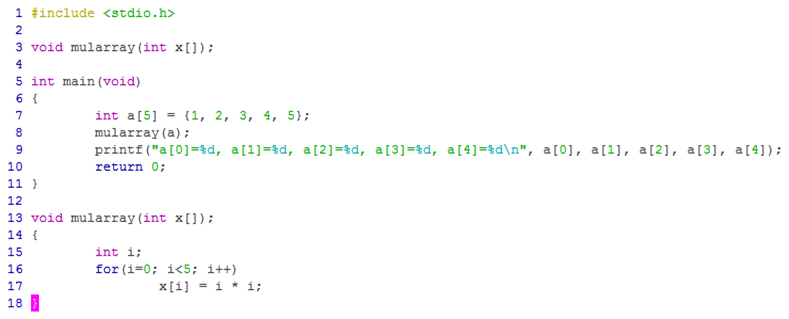 1 #include <stdio.h>
2
3 void mularray(int x[]);
4
5 int main(void)
6 {
7         int a[5] = {1, 2, 3, 4, 5};
8         mularray(a);
9         printf("a[0]=%d, a[1]=%d, a[2]=%d, a[3]=%d, a[4]=%d\n", a[0], a[1], a[2], a[3], a[4]);
10         return 0;
11 }
12
13 void mularray(int x[]);
14 {
15         int i;
16         for(i=0; i<5; i++)
17                 x[i] = i * i;
18 }